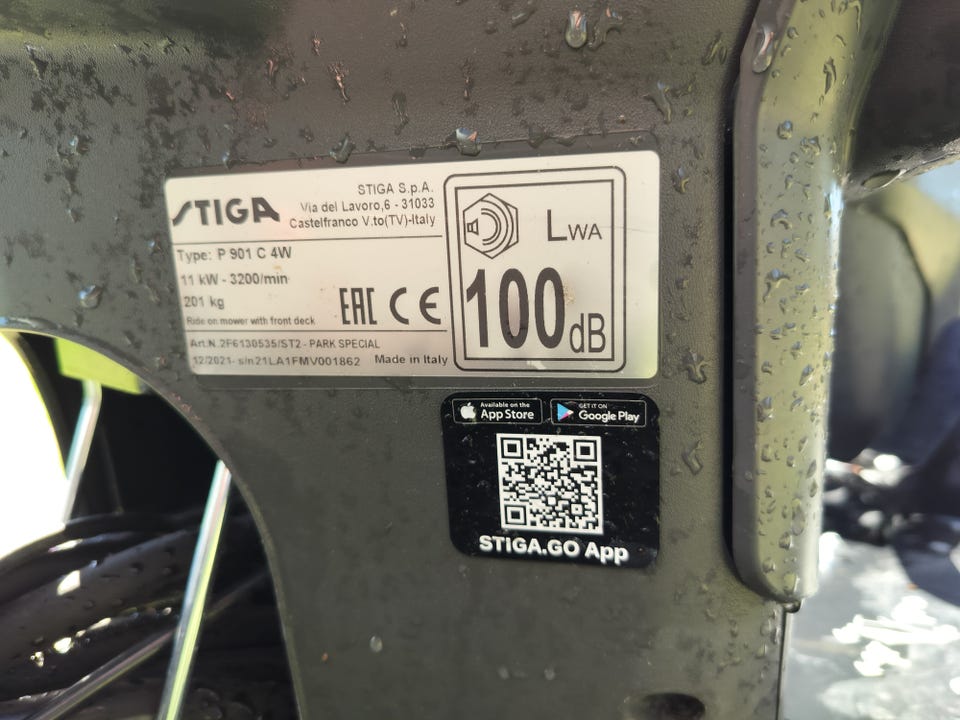 STIGA
STIGA S.p.A.
Via del Lavoro,6 - 31033
Castelfranco V.to(TV)-Italy
Type: P 901 C 4W
11 kW - 3200/min
201 kg
Ride on mower with front deck
EAC CE
Art.N. 2F6130535/ST2 - PARK SPECIAL
12/2021- s/n21LA1FMV001862 Made in Italy
LWA
100dB
Available on the
App Store
GET IT ON
Google Play
STIGA.GO App